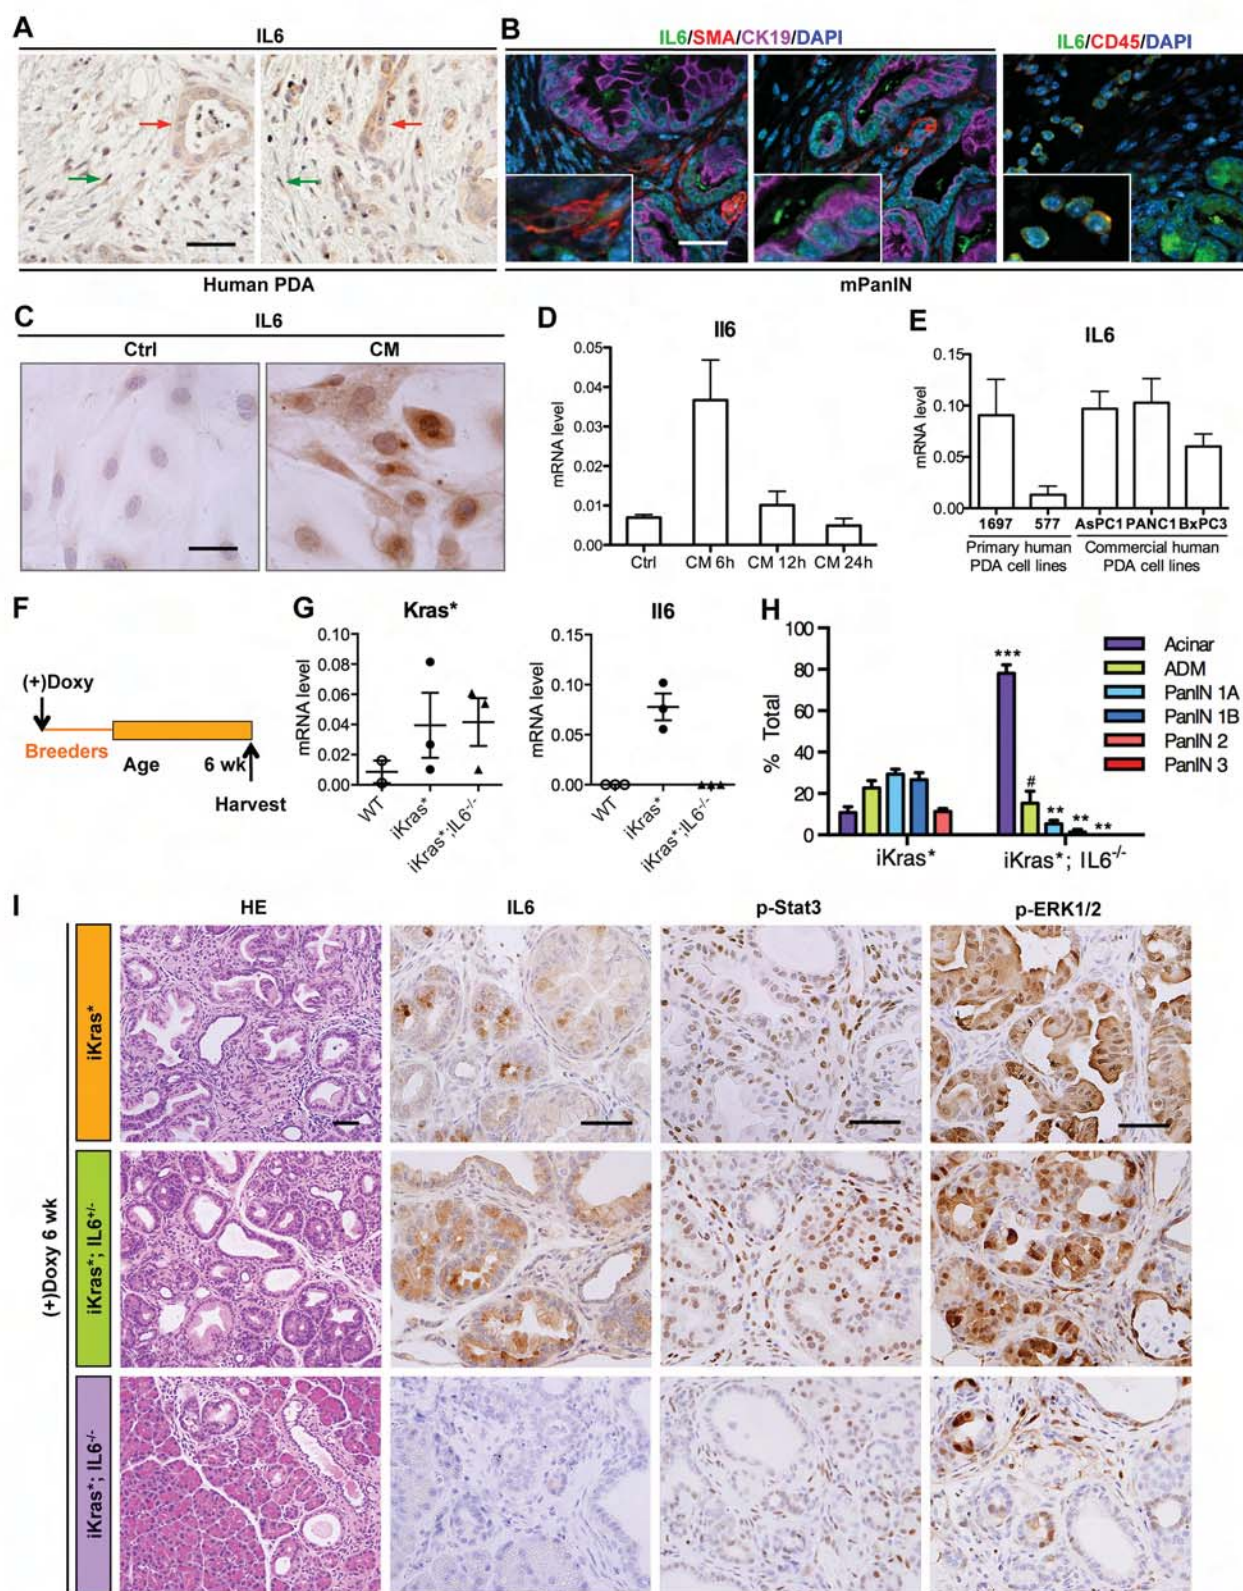 A
IL6
Human PDA
B
IL6/SMA/CK19/DAPI
IL6/CD45/DAPI
mPanIN
C
IL6
Ctrl
CM
D
Il6
mRNA level
0.05
0.04
0.03
0.02
0.01
0.00
Ctrl
CM 6h
CM 12h
CM 24h
E
IL6
mRNA level
0.15
0.10
0.05
0.00
1697
577
AsPC1
PANC1
BxPC3
Primary human
PDA cell lines
Commercial human
PDA cell lines
F
(+)Doxy
Breeders
Age
6 wk
Harvest
G
Kras*
mRNA level
0.10
0.08
0.06
0.04
0.02
0.00
WT
iKras*
iKras*;IL6-/-
Il6
mRNA level
0.15
0.10
0.05
0.00
WT
iKras*
iKras*;IL6-/-
H
% Total
100
80
60
40
20
0
***
#
**
**
**
iKras*
iKras*; IL6-/-
Acinar
ADM
PanIN 1A
PanIN 1B
PanIN 2
PanIN 3
I
HE
IL6
p-Stat3
p-ERK1/2
(+)Doxy 6 wk
iKras*
iKras*; IL6+/-
iKras*; IL6-/-